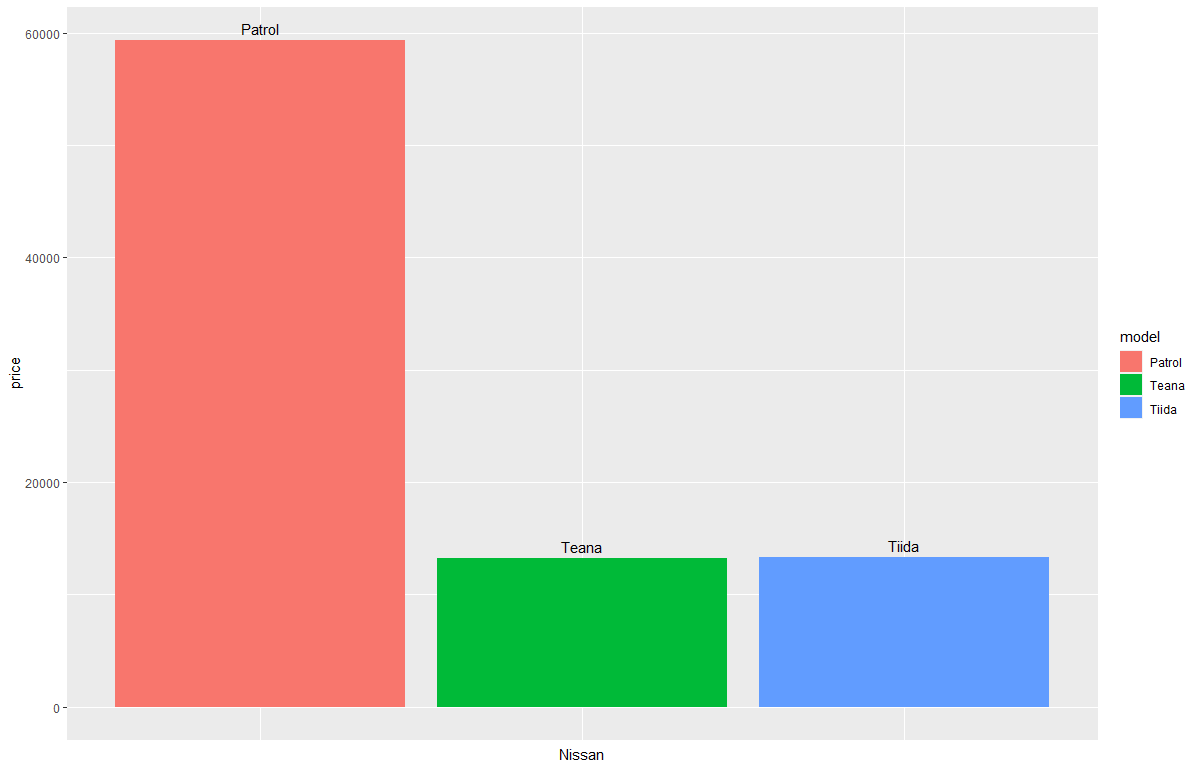 Patrol
60000
40000
price
model
Patrol
Teana
Tiida
20000
Teana
Tiida
0
Nissan